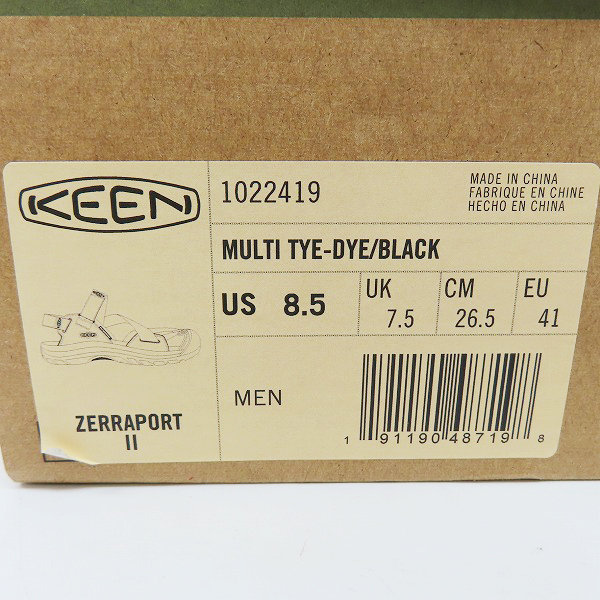 KEEN
1022419
MADE IN CHINA
FABRIQUE EN CHINE
HECHO EN CHINA
MULTI TYE-DYE/BLACK
US 8.5
UK 7.5
CM 26.5
EU 41
ZERRAPORT
II
MEN
1 91190 48719 8